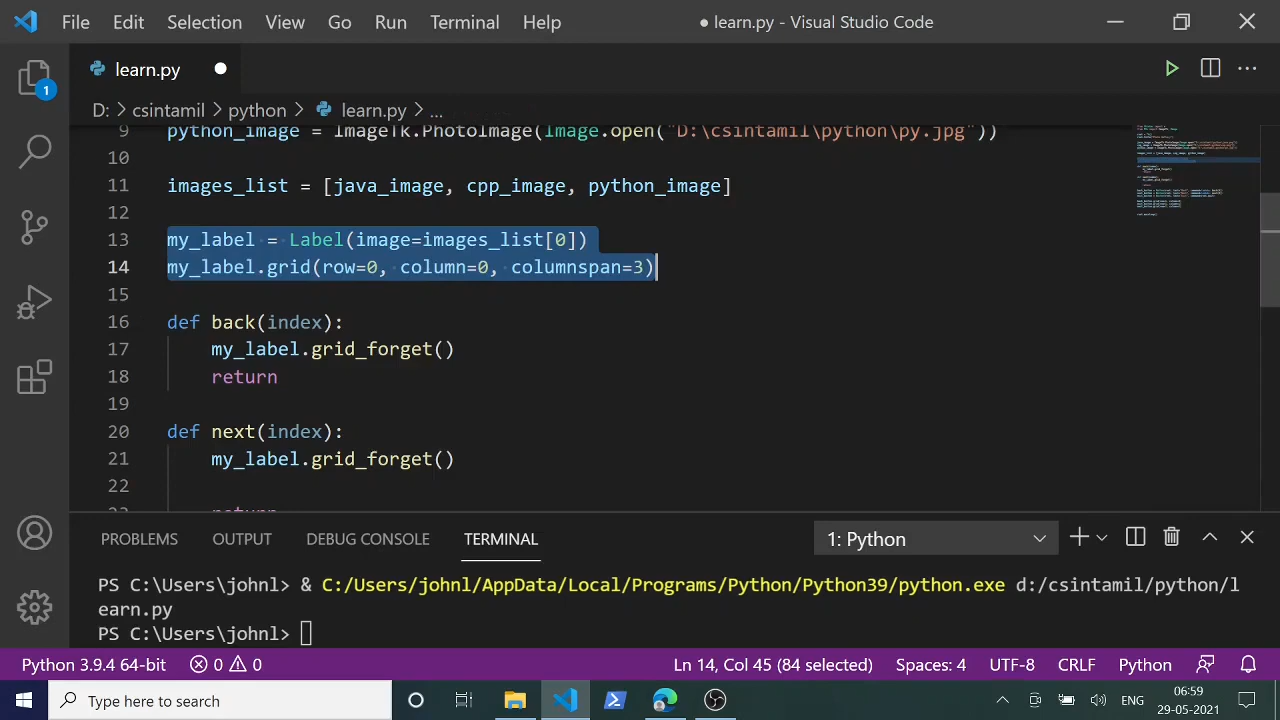 File Edit Selection View Go Run Terminal Help ● learn.py - Visual Studio Code
learn.py
D: > csintamil > python > learn.py > ...
9 python_image = ImageTk.PhotoImage(Image.open("D:\csintamil\python\py.jpg"))
10
11 images_list = [java_image, cpp_image, python_image]
12
13 my_label = Label(image=images_list[0])
14 my_label.grid(row=0, column=0, columnspan=3)
15
16 def back(index):
17 my_label.grid_forget()
18 return
19
20 def next(index):
21 my_label.grid_forget()
22
23 return
1
PROBLEMS OUTPUT DEBUG CONSOLE TERMINAL 1: Python
PS C:\Users\johnl> & C:/Users/johnl/AppData/Local/Programs/Python/Python39/python.exe d:/csintamil/python/l
earn.py
PS C:\Users\johnl>
Python 3.9.4 64-bit 0 0 Ln 14, Col 45 (84 selected) Spaces: 4 UTF-8 CRLF Python
Type here to search ENG 06:59
29-05-2021